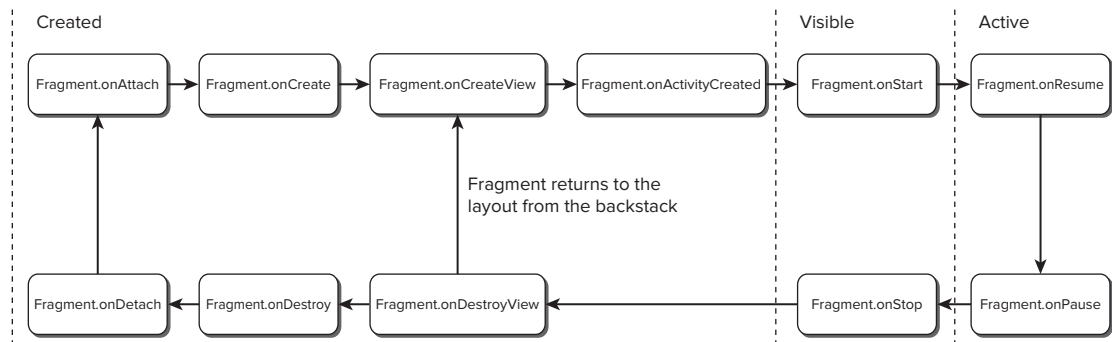 Created
Visible
Active
Fragment.onAttach
Fragment.onCreate
Fragment.onCreateView
Fragment.onActivityCreated
Fragment.onStart
Fragment.onResume
Fragment returns to the
layout from the backstack
Fragment.onDetach
Fragment.onDestroy
Fragment.onDestroyView
Fragment.onStop
Fragment.onPause